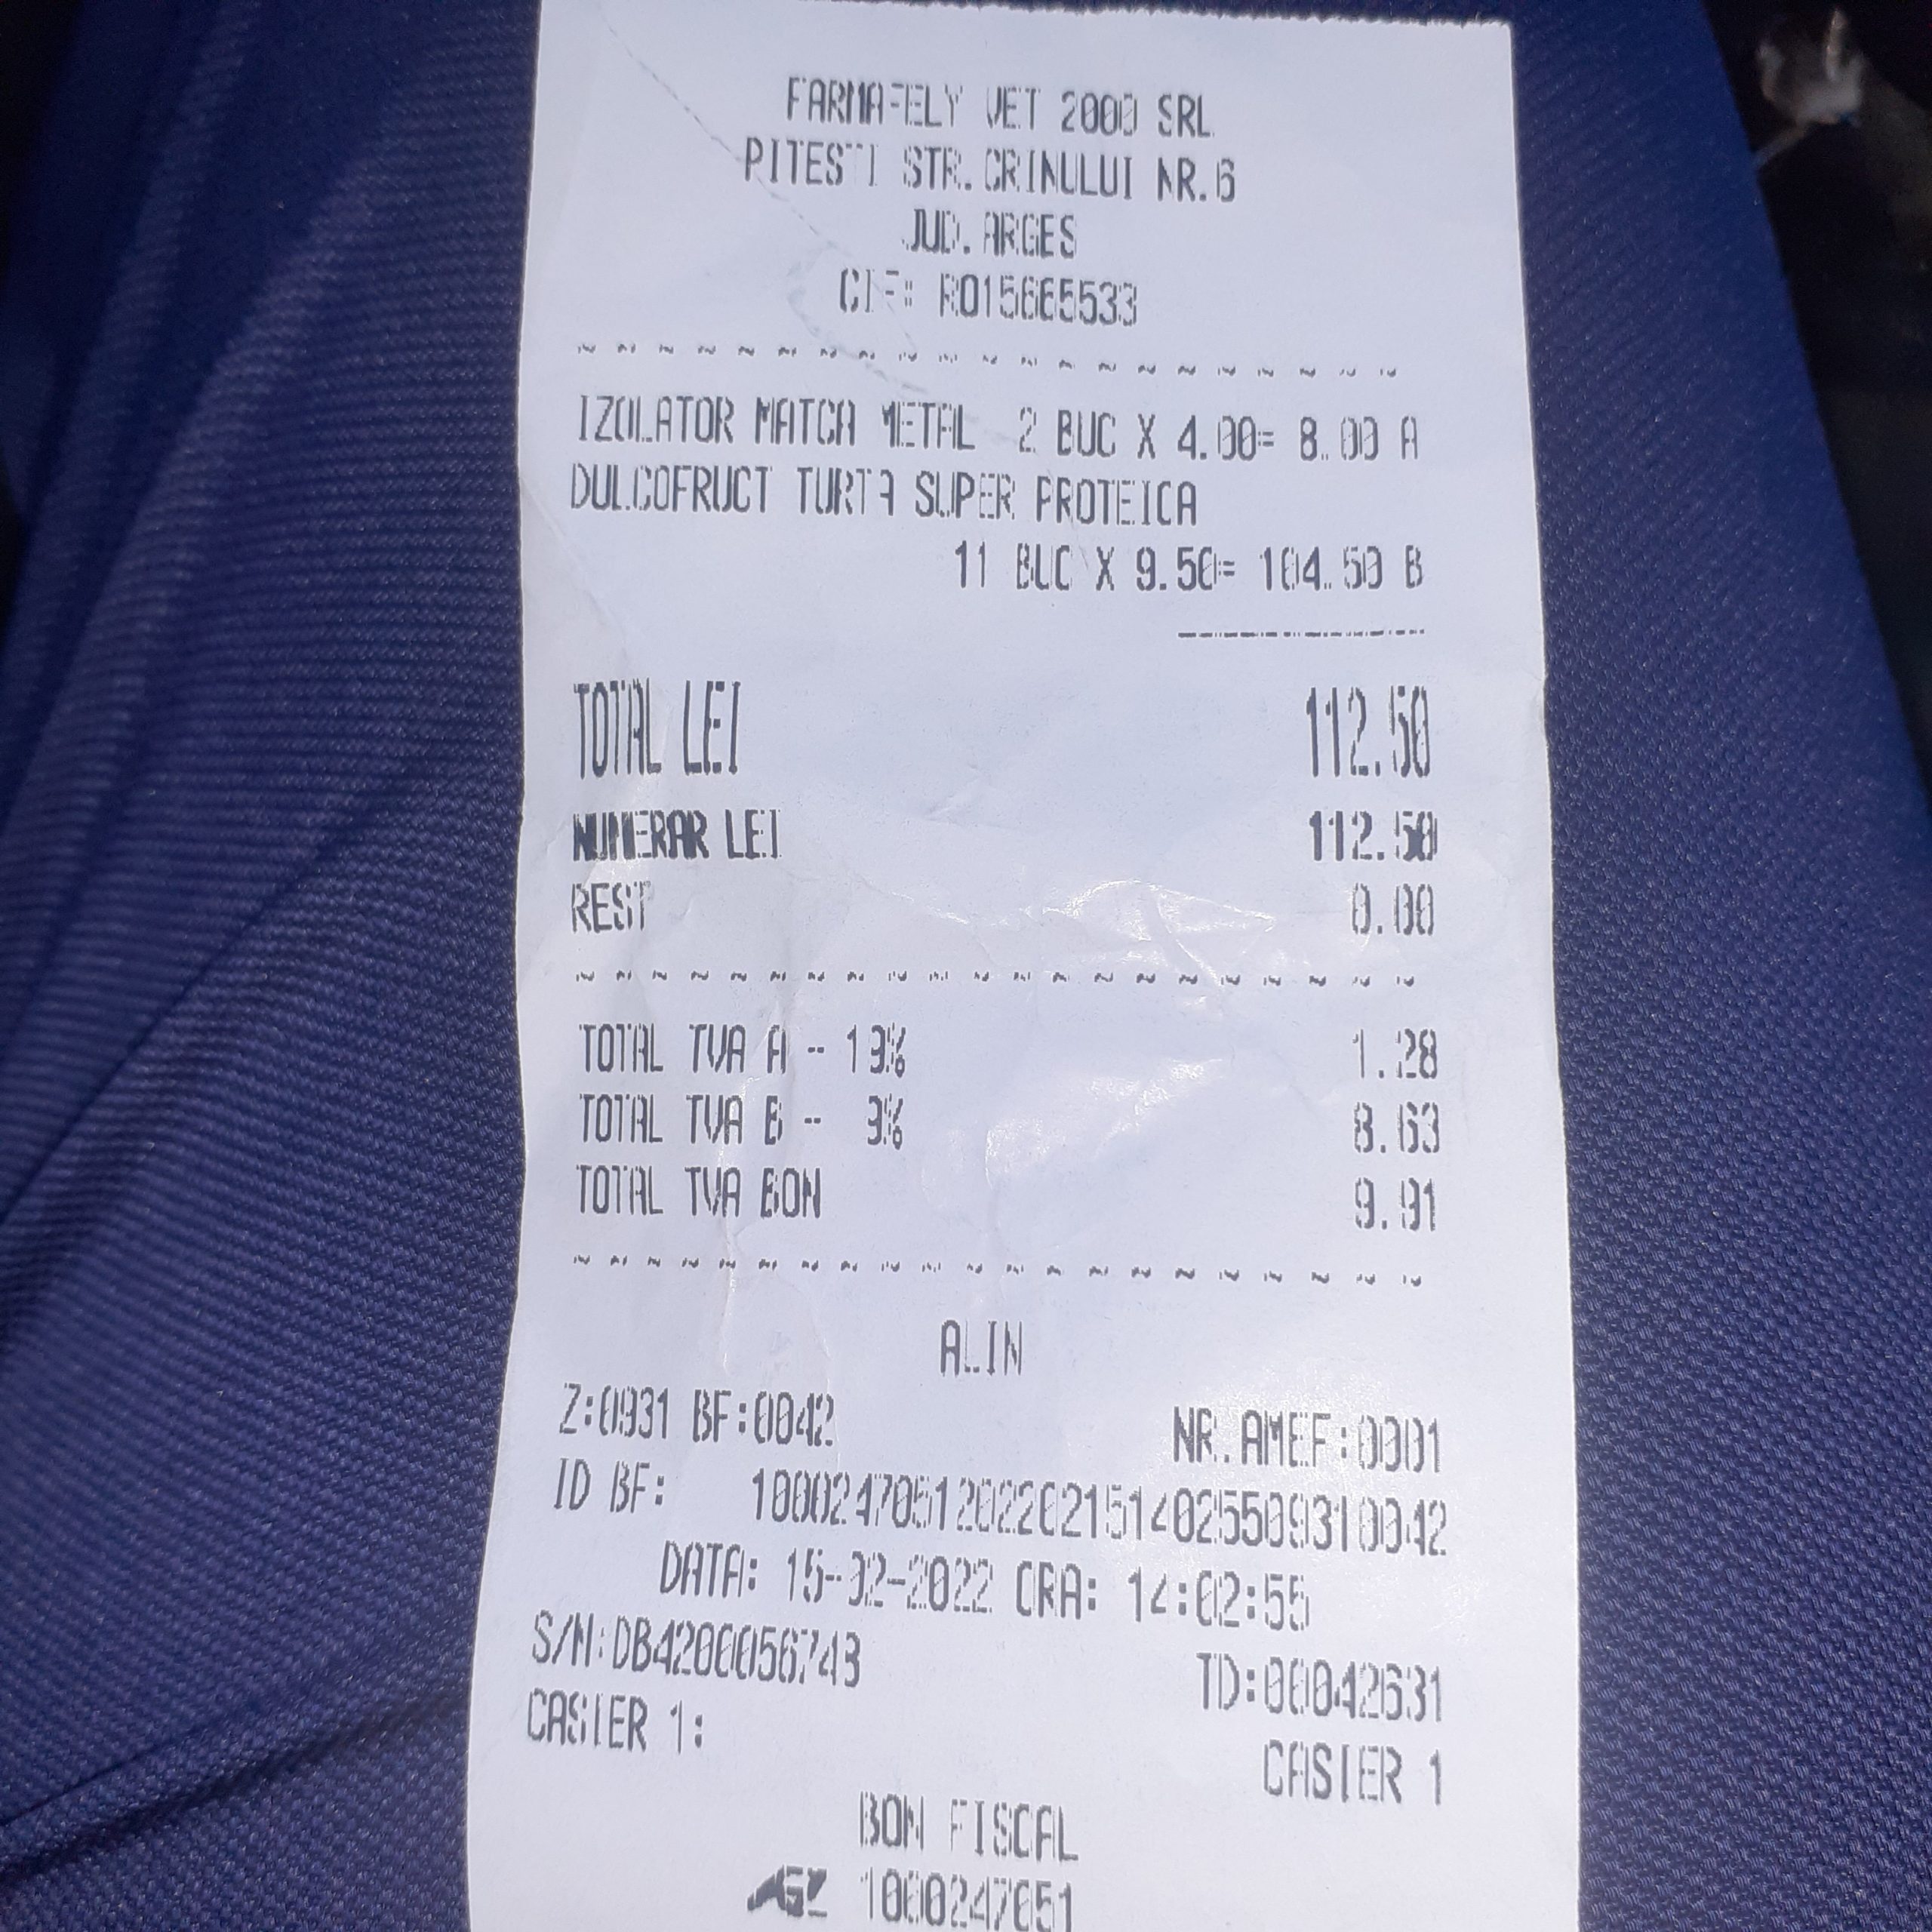 FARMAFELY VET 2000 SRL
PITESTI STR.CRINULUI NR.6
JUD.ARGES
CIF: RO15665533
IZOLATOR MATCA METAL 2 BUC X 4.00= 8.00 A
DULCOFRUCT TURTA SUPER PROTEICA
11 BUC X 9.50= 104.50 B
TOTAL LEI 112.50
NUMERAR LEI 112.50
REST 0.00
TOTAL TVA A - 19% 1.28
TOTAL TVA B - 9% 8.63
TOTAL TVA BON 9.91
ALIN
Z:0931 BF:0042 NR.AMEF:0001
ID BF: 10002470512022021514025509310042
DATA: 15-02-2022 ORA: 14:02:55
S/N:DB4200056743 TD:00042631
CASIER 1: CASIER 1
BON FISCAL
1000247051